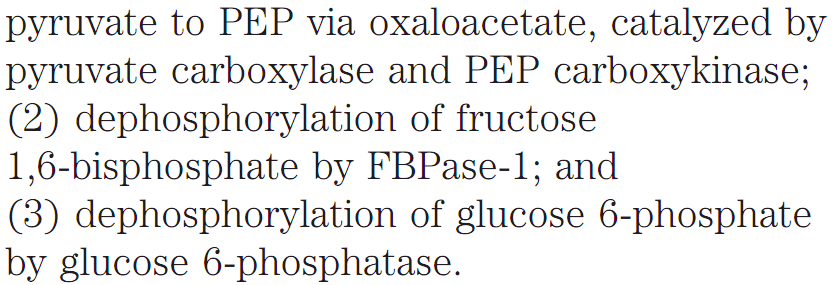 pyruvate to PEP via oxaloacetate, catalyzed by
pyruvate carboxylase and PEP carboxykinase;
(2) dephosphorylation of fructose
1,6-bisphosphate by FBPase-1; and
(3) dephosphorylation of glucose 6-phosphate
by glucose 6-phosphatase.